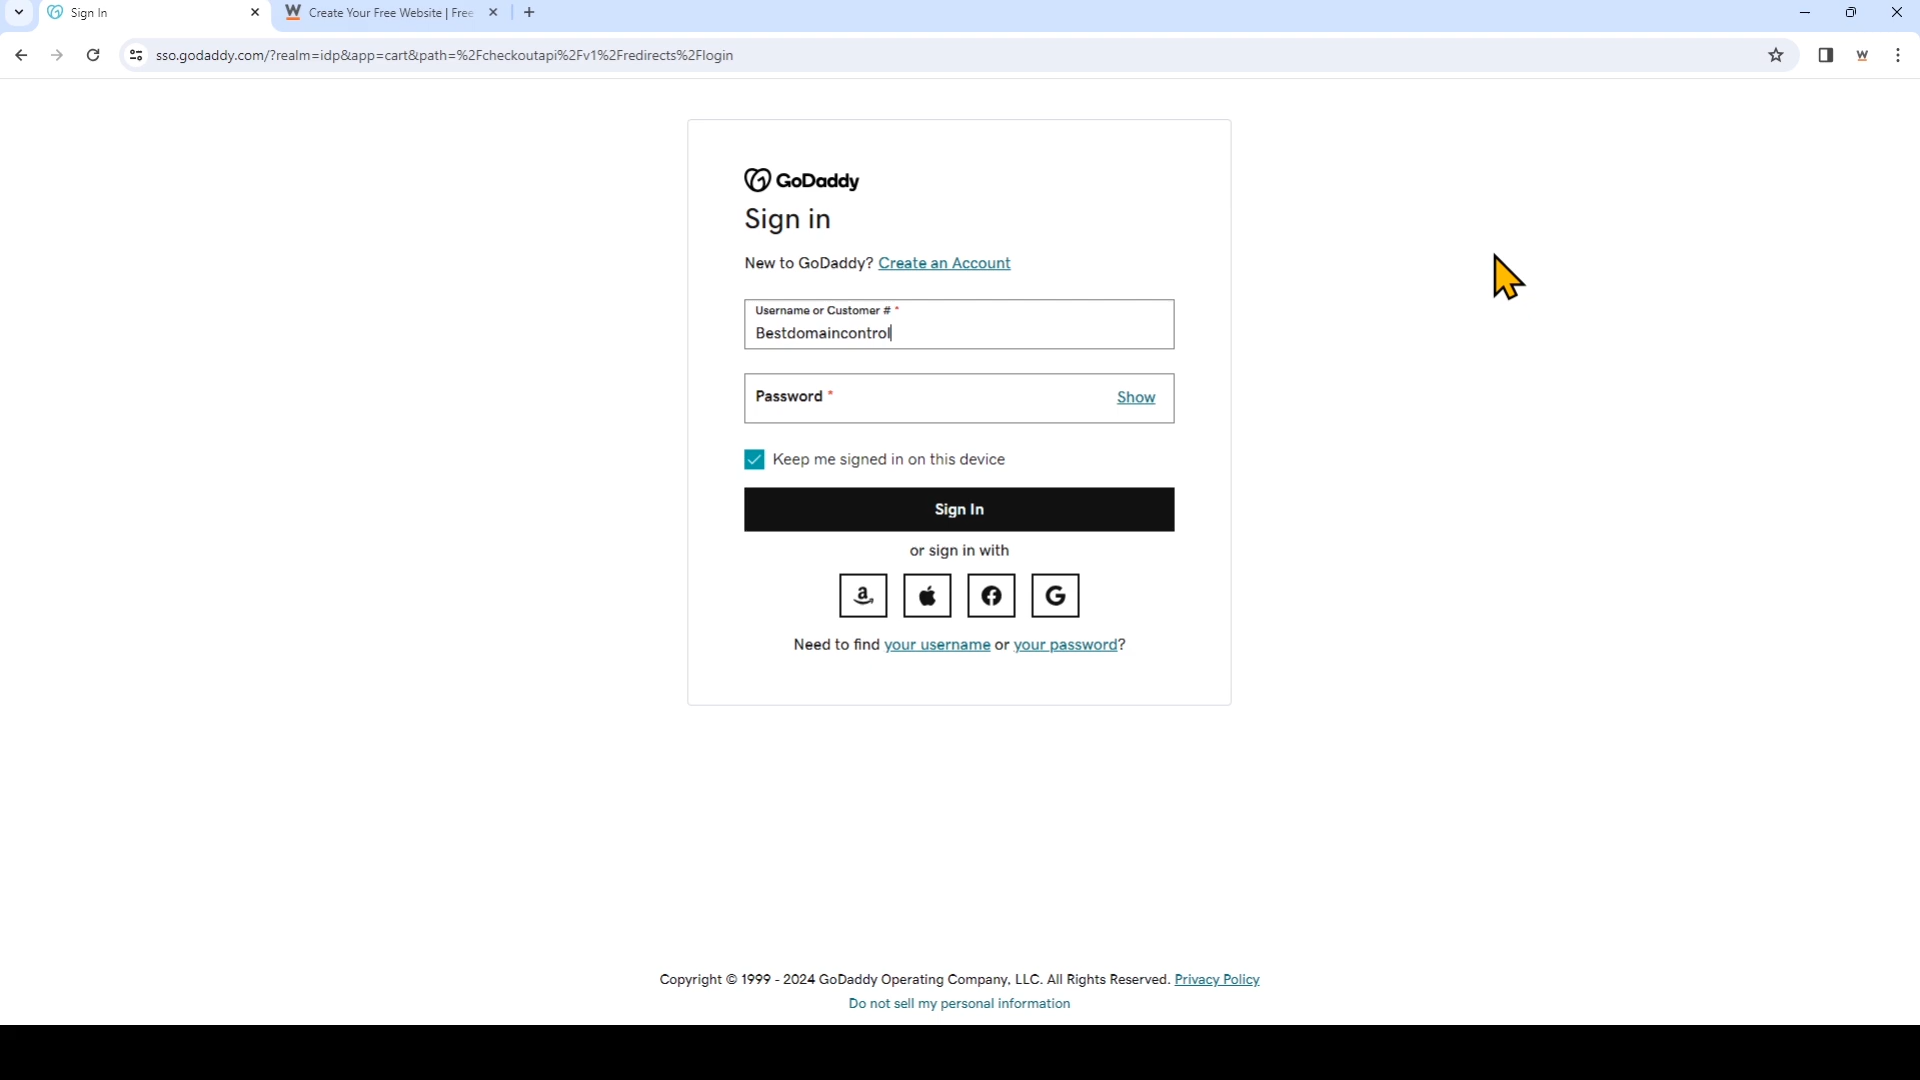 Sign In
Create Your Free Website | Free
sso.godaddy.com/?realm=idp&app=cart&path=%2Fcheckoutapi%2Fv1%2Fredirects%2Flogin
GoDaddy
Sign in
New to GoDaddy? Create an Account
Username or Customer # *
Bestdomaincontrol
Password * Show
Keep me signed in on this device
Sign In
or sign in with
Need to find your username or your password?
Copyright © 1999 - 2024 GoDaddy Operating Company, LLC. All Rights Reserved. Privacy Policy
Do not sell my personal information